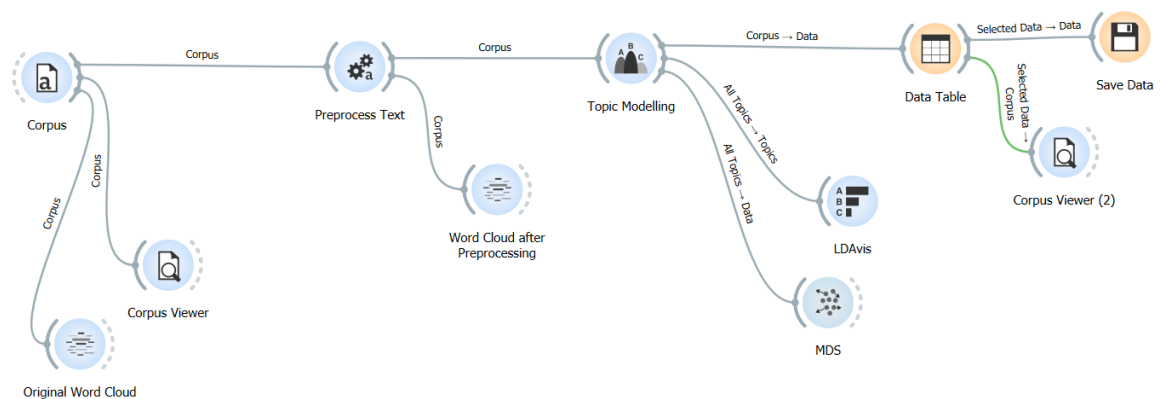 Corpus
Corpus
Corpus
Corpus
Preprocess Text
Corpus
Corpus
Topic Modelling
Corpus → Data
All Topics → Topics
All Topics → Data
Data Table
Selected Data → Data
Selected Data →
Corpus
Save Data
Corpus Viewer (2)
LDAvis
MDS
Word Cloud after
Preprocessing
Corpus Viewer
Original Word Cloud
a
a
A
B
C
A
B
C